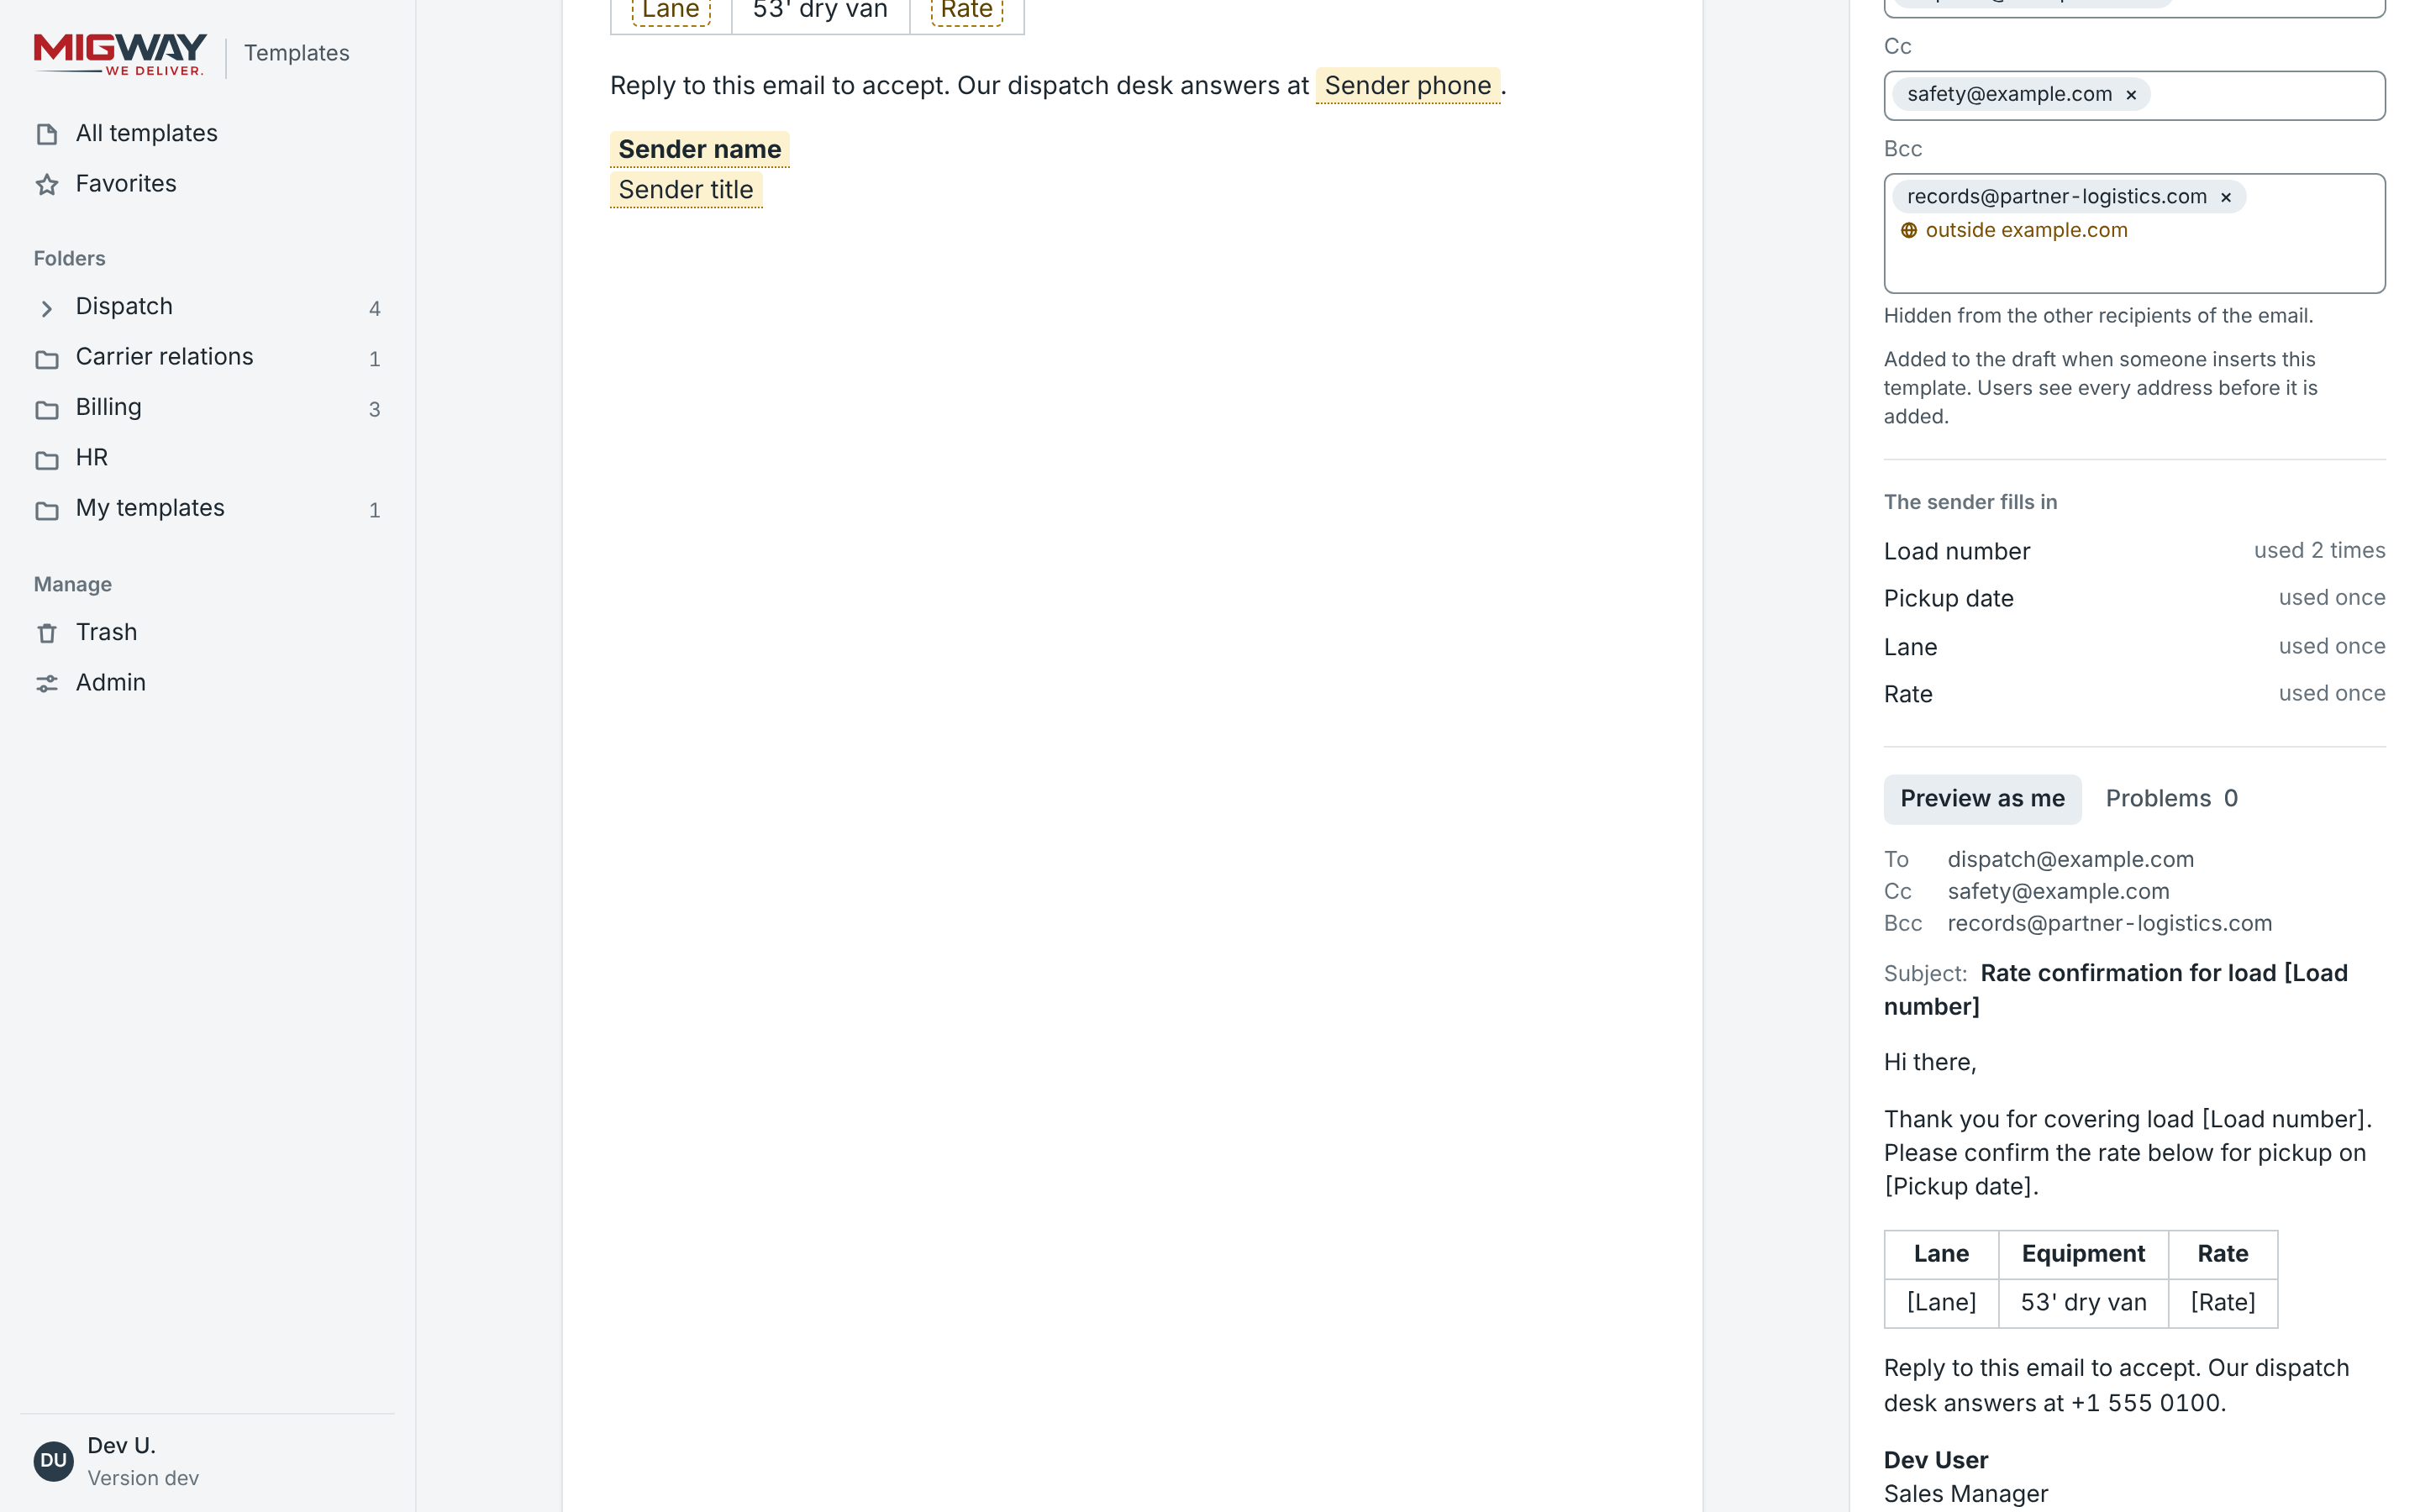 MIGWAY
WE DELIVER.
Templates
All templates
Favorites
Folders
Dispatch 4
Carrier relations 1
Billing 3
HR
My templates 1
Manage
Trash
Admin
DU
Dev U.
Version dev
Lane 53' dry van Rate
Reply to this email to accept. Our dispatch desk answers at Sender phone.
Sender name
Sender title
Cc
safety@example.com ×
Bcc
records@partner-logistics.com ×
outside example.com
Hidden from the other recipients of the email.
Added to the draft when someone inserts this
template. Users see every address before it is
added.
The sender fills in
Load number used 2 times
Pickup date used once
Lane used once
Rate used once
Preview as me Problems 0
To dispatch@example.com
Cc safety@example.com
Bcc records@partner-logistics.com
Subject: Rate confirmation for load [Load
number]
Hi there,
Thank you for covering load [Load number].
Please confirm the rate below for pickup on
[Pickup date].
Lane Equipment Rate
[Lane] 53' dry van [Rate]
Reply to this email to accept. Our dispatch
desk answers at +1 555 0100.
Dev User
Sales Manager